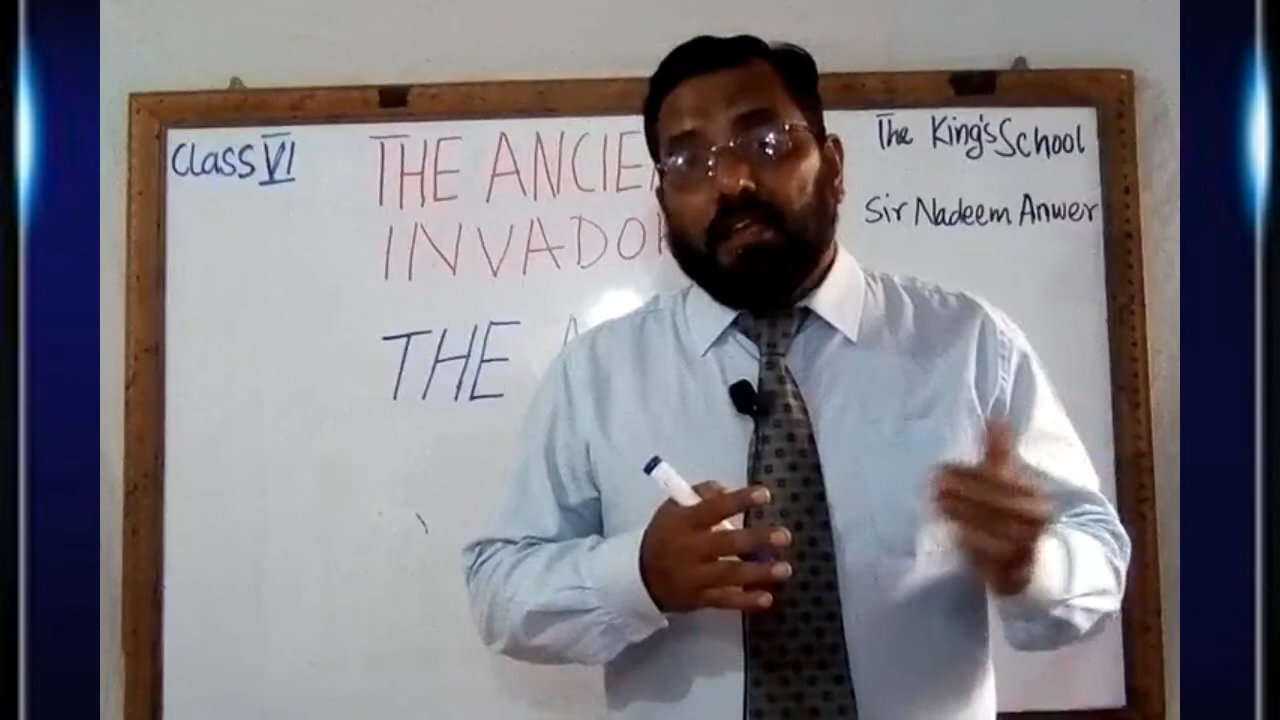 Class VI
THE ANCIE
INVADO
THE
The King's School
Sir Nadeem Anwer